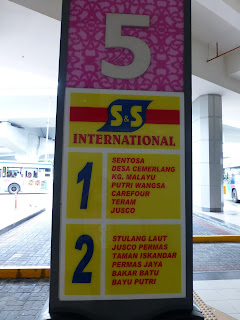 5
S&S
INTERNATIONAL
1
SENTOSA
DESA CEMERLANG
KG. MALAYU
PUTRI WANGSA
CAREFOUR
TERAM
JUSCO
2
STULANG LAUT
JUSCO PERMAS
TAMAN ISKANDAR
PERMAS JAYA
BAKAR BATU
BAYU PUTRI